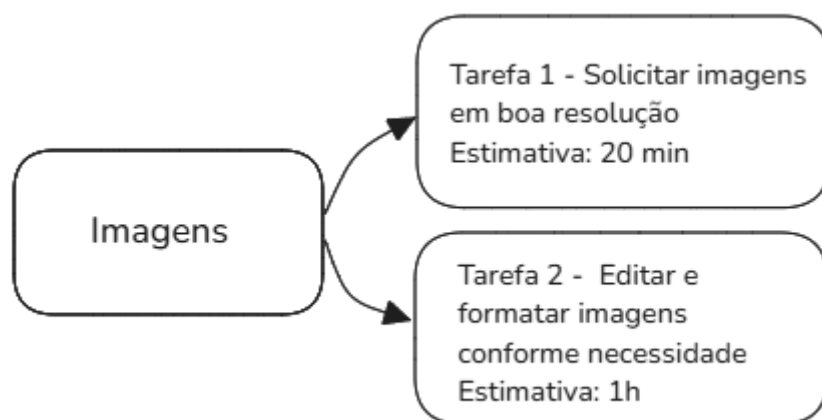 Imagens
Tarefa 1 - Solicitar imagens
em boa resolução
Estimativa: 20 min
Tarefa 2 - Editar e
formatar imagens
conforme necessidade
Estimativa: 1h